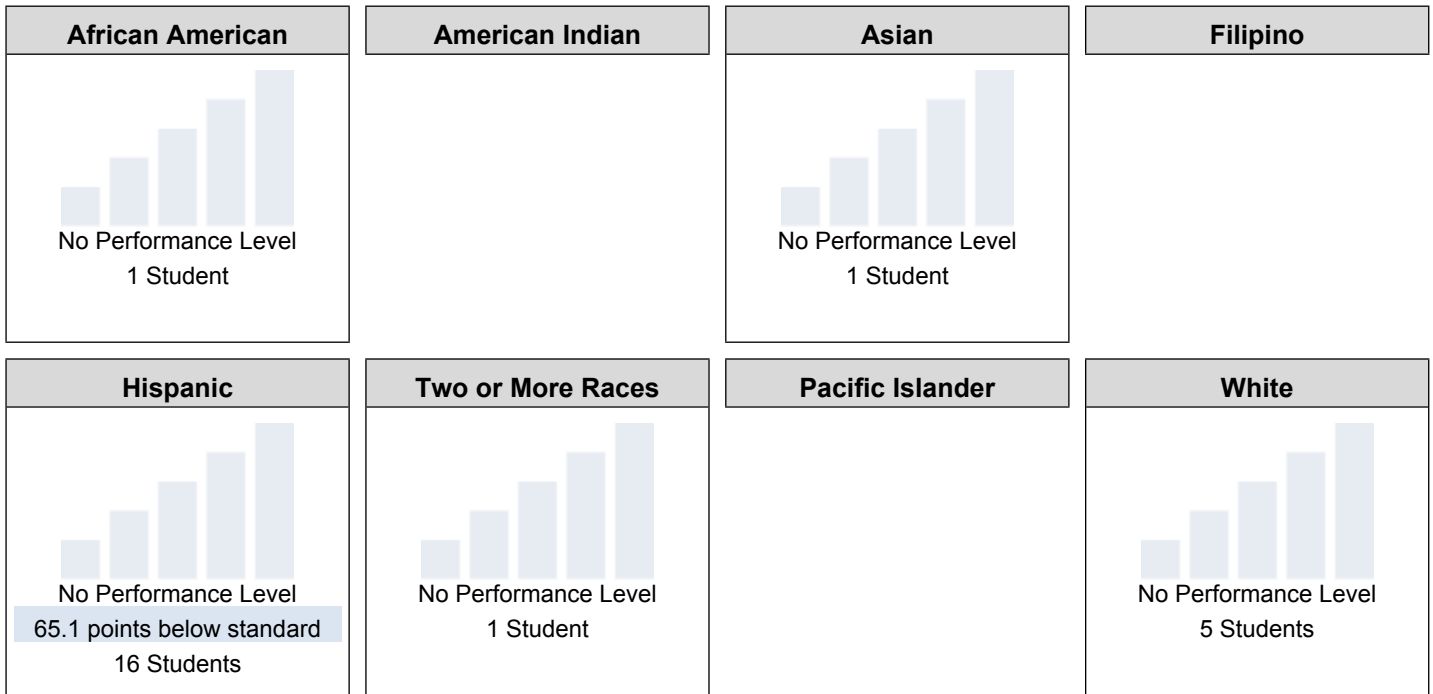 African American
American Indian
Asian
Filipino
No Performance Level
1 Student
No Performance Level
1 Student
Hispanic
Two or More Races
Pacific Islander
White
No Performance Level
65.1 points below standard
16 Students
No Performance Level
1 Student
No Performance Level
5 Students